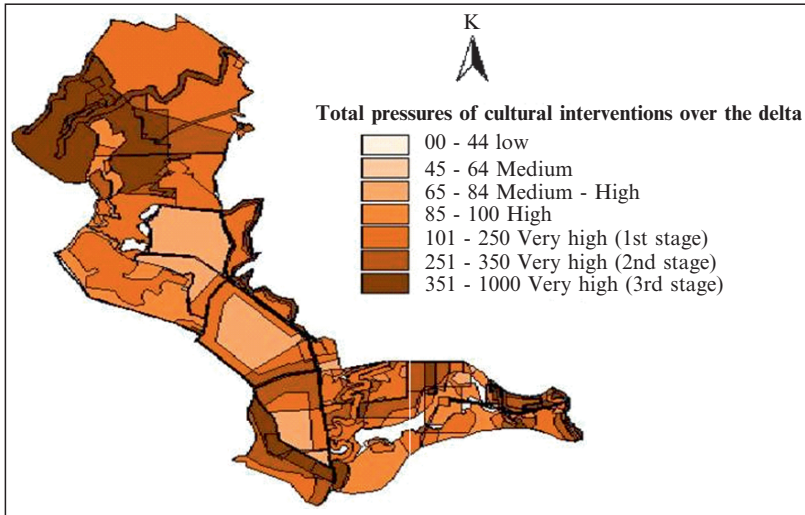 K
Total pressures of cultural interventions over the delta
00 - 44 low
45 - 64 Medium
65 - 84 Medium - High
85 - 100 High
101 - 250 Very high (1st stage)
251 - 350 Very high (2nd stage)
351 - 1000 Very high (3rd stage)